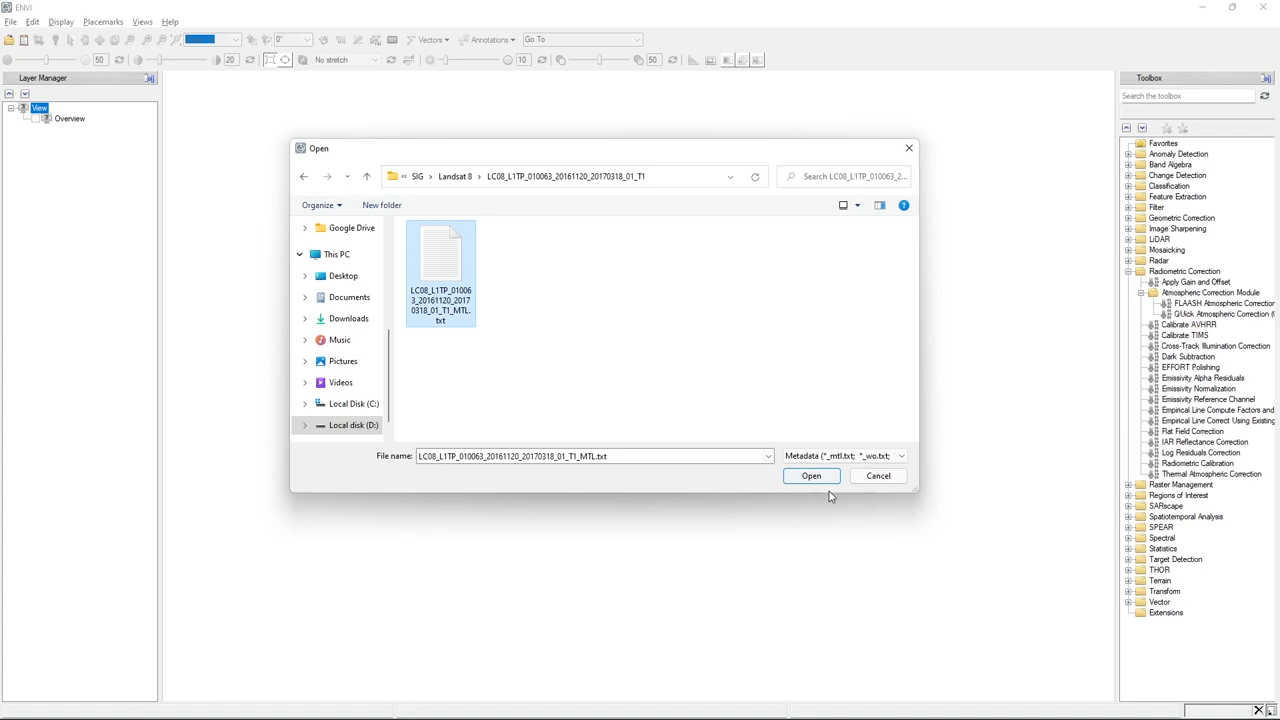 ENVI
File Edit Display Placemarks Views Help
0° Vectors Annotations Go To
50 20 No stretch 10 50
Layer Manager
View
Overview
Open
« SIG › Landsat 8 › LC08_L1TP_010063_20161120_20170318_01_T1
Search LC08_L1TP_010063_2...
Organize New folder
Google Drive
This PC
Desktop
Documents
Downloads
Music
Pictures
Videos
Local Disk (C:)
Local disk (D:)
LC08_L1TP_01006
3_20161120_2017
0318_01_T1_MTL.
txt
File name: LC08_L1TP_010063_20161120_20170318_01_T1_MTL.txt
Metadata (*_mtl.txt; *_wo.txt;
Open Cancel
Toolbox
Search the toolbox
Favorites
Anomaly Detection
Band Algebra
Change Detection
Classification
Feature Extraction
Filter
Geometric Correction
Image Sharpening
LiDAR
Mosaicking
Radar
Radiometric Correction
Apply Gain and Offset
Atmospheric Correction Module
FLAASH Atmospheric Correction
QUick Atmospheric Correction (
Calibrate AVHRR
Calibrate TIMS
Cross-Track Illumination Correction
Dark Subtraction
EFFORT Polishing
Emissivity Alpha Residuals
Emissivity Normalization
Emissivity Reference Channel
Empirical Line Compute Factors and
Empirical Line Correct Using Existing
Flat Field Correction
IAR Reflectance Correction
Log Residuals Correction
Radiometric Calibration
Thermal Atmospheric Correction
Raster Management
Regions of Interest
SARscape
Spatiotemporal Analysis
SPEAR
Spectral
Statistics
Target Detection
THOR
Terrain
Transform
Vector
Extensions